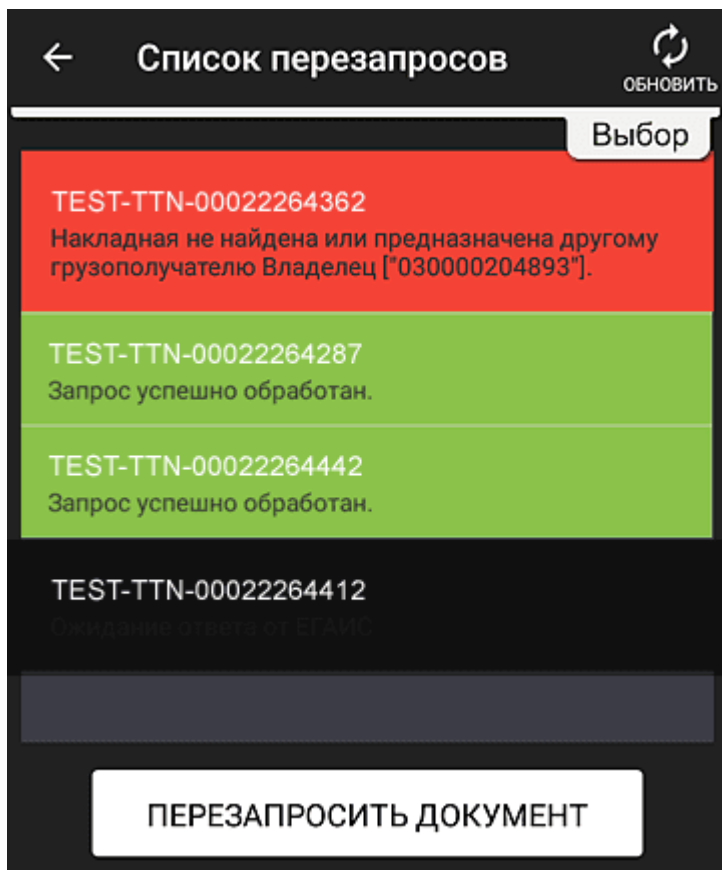 Список перезапросов
ОБНОВИТЬ
Выбор
TEST-TTN-00022264362
Накладная не найдена или предназначена другому
грузополучателю Владелец ["030000204893"].
TEST-TTN-00022264287
Запрос успешно обработан.
TEST-TTN-00022264442
Запрос успешно обработан.
TEST-TTN-00022264412
Ожидание ответа от ЕГАИС
ПЕРЕЗАПРОСИТЬ ДОКУМЕНТ